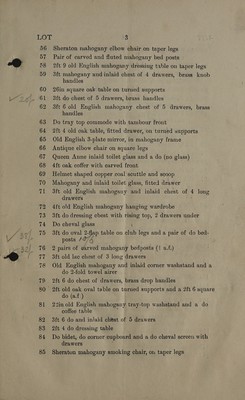 LOT 3
56 Sheraton mahogany elbow chair on taper legs
57 Pair of carved and fluted mahogany bed posts
58 2ft 9 old English mahogany dressing table on taper legs
59 3ft mahogany and inlaid chest of 4 drawers, brass knob
handles
60 26in square oak table on turned supports
61 3ft do chest of 5 drawers, brass handles
62 3ft 6 old English mahogany chest of 5 drawers, brass
handles
63 Do tray top commode with tambour front
64 2ft 4 old oak table, fitted drawer, on turned supports
65 Old English 3-plate mirror, in mahogany frame
66 Antique elbow chair on square legs
67 Queen Anne inlaid toilet glass and a do (no glass)
68 4ft oak coffer with carved front
69 Helmet shaped copper coal scuttle and scoop
70 Mahogany and inlaid toilet glass, fitted drawer
71 3ft old English mahogany and inlaid chest of 4 long
drawers
72 4ft old English mahogany hanging wardrobe
73 3ft do dressing chest with rising top, 2 drawers under
74 Do cheval glass
75 3ft do oval 2-flap table on club legs and a pair of do bed-
posts
76 2 pairs of carved mahogany bedposts (1 a.f.)
77 3ft old lac chest of 3 long drawers
78 Old English mahogany and inlaid corner washstand and a
do 2-fold towel airer
79 2ft 6 do chest of 5 drawers, brass drop handles
80 2ft old oak oval table on turned supports and a 2ft 6 square
do (a.f.)
81 22in old English mahogany tray-top washstand and a do
coffee table
82 3ft 6 do and inlaid chest of 5 drawers
83 2ft 4 do dressing table
84 Do bidet, do corner cupboard and a do cheval screen with
drawers
85 Sheraton mahogany smoking chair, on taper legs